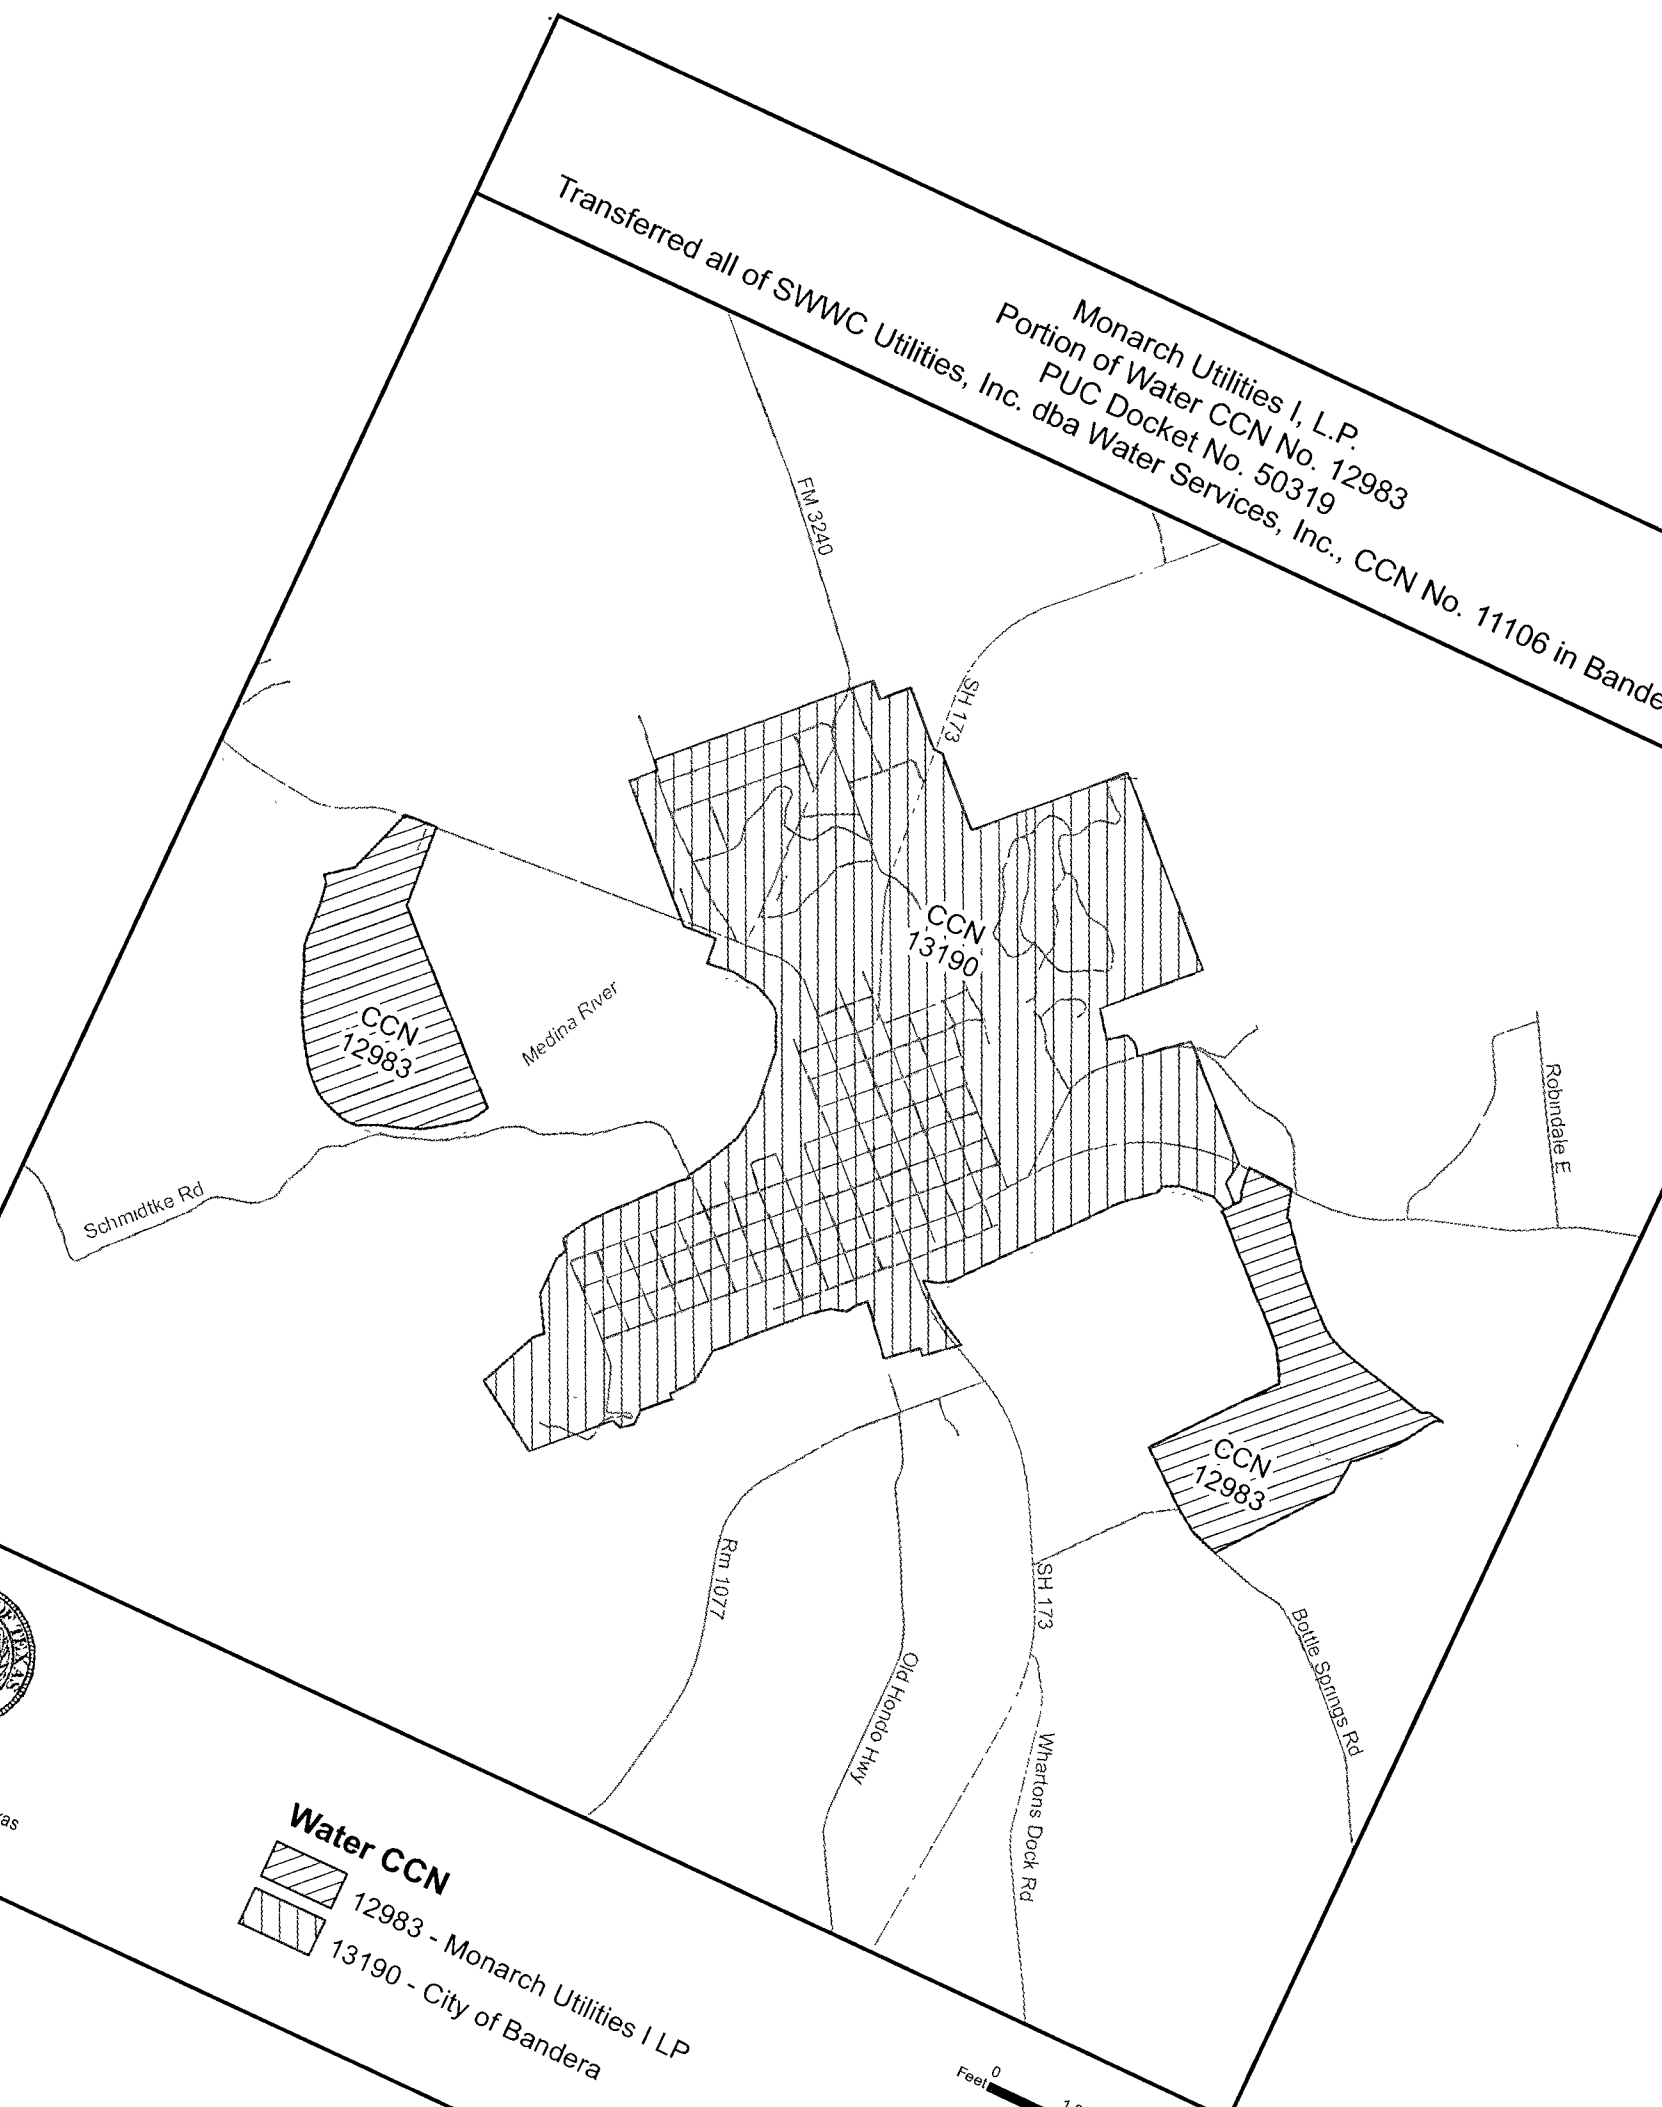 Monarch Utilities I, L.P.
Portion of Water CCN No. 12983
PUC Docket No. 50319
Transferred all of SWWC Utilities, Inc. dba Water Services, Inc., CCN No. 11106 in Bande
FM 3240
SH 173
CCN
13190
CCN
12983
Medina River
Schmidtke Rd
Robindale E
CCN
12983
Rm 1077
SH 173
Old Hondo Hwy
Bottle Springs Rd
Whartons Dock Rd
OF TEXAS
as
Water CCN
12983 - Monarch Utilities I LP
13190 - City of Bandera
Feet
0